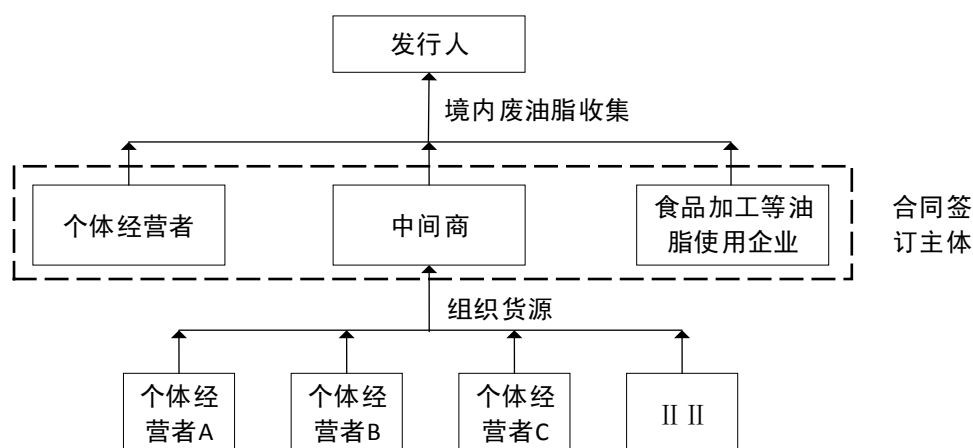 发行人
境内废油脂收集
个体经营者
中间商
食品加工等油
脂使用企业
合同签
订主体
组织货源
个体经
营者A
个体经
营者B
个体经
营者C
II II